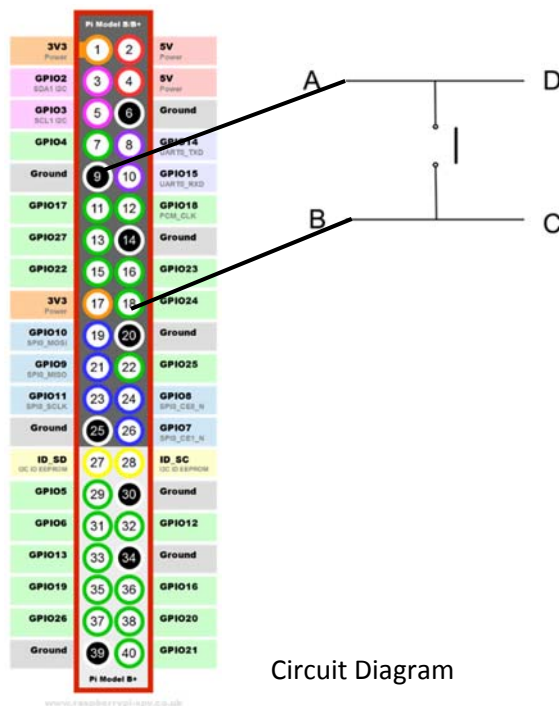 Pi Model B/B+
3V3
Power
1
2
5V
Power
GPIO2
SDA1 I2C
3
4
5V
Power
GPIO3
SCL1 I2C
5
6
Ground
GPIO4
7
8
GPIO14
UART0_TXD
Ground
9
10
GPIO15
UART0_RXD
GPIO17
11
12
GPIO18
PCM_CLK
GPIO27
13
14
Ground
GPIO22
15
16
GPIO23
3V3
Power
17
18
GPIO24
GPIO10
SPI0_MOSI
19
20
Ground
GPIO9
SPI0_MISO
21
22
GPIO25
GPIO11
SPI0_SCLK
23
24
GPIO8
SPI0_CE0_N
Ground
25
26
GPIO7
SPI0_CE1_N
ID_SD
I2C ID EEPROM
27
28
ID_SC
I2C ID EEPROM
GPIO5
29
30
Ground
GPIO6
31
32
GPIO12
GPIO13
33
34
Ground
GPIO19
35
36
GPIO16
GPIO26
37
38
GPIO20
Ground
39
40
GPIO21
Pi Model B+
A
D
B
C
Circuit Diagram